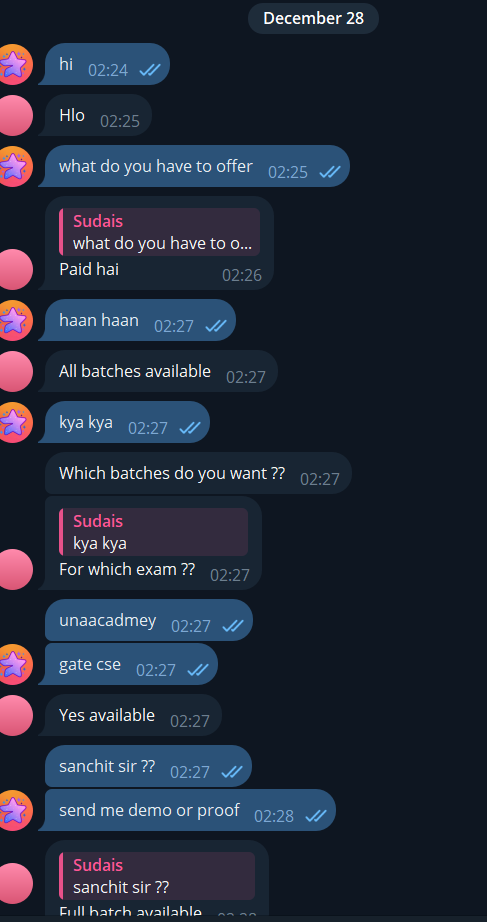 December 28
hi 02:24
Hlo 02:25
what do you have to offer 02:25
Sudais
what do you have to o...
Paid hai 02:26
haan haan 02:27
All batches available 02:27
kya kya 02:27
Which batches do you want ?? 02:27
Sudais
kya kya
For which exam ?? 02:27
unaacadmey 02:27
gate cse 02:27
Yes available 02:27
sanchit sir ?? 02:27
send me demo or proof 02:28
Sudais
sanchit sir ??
Full batch available